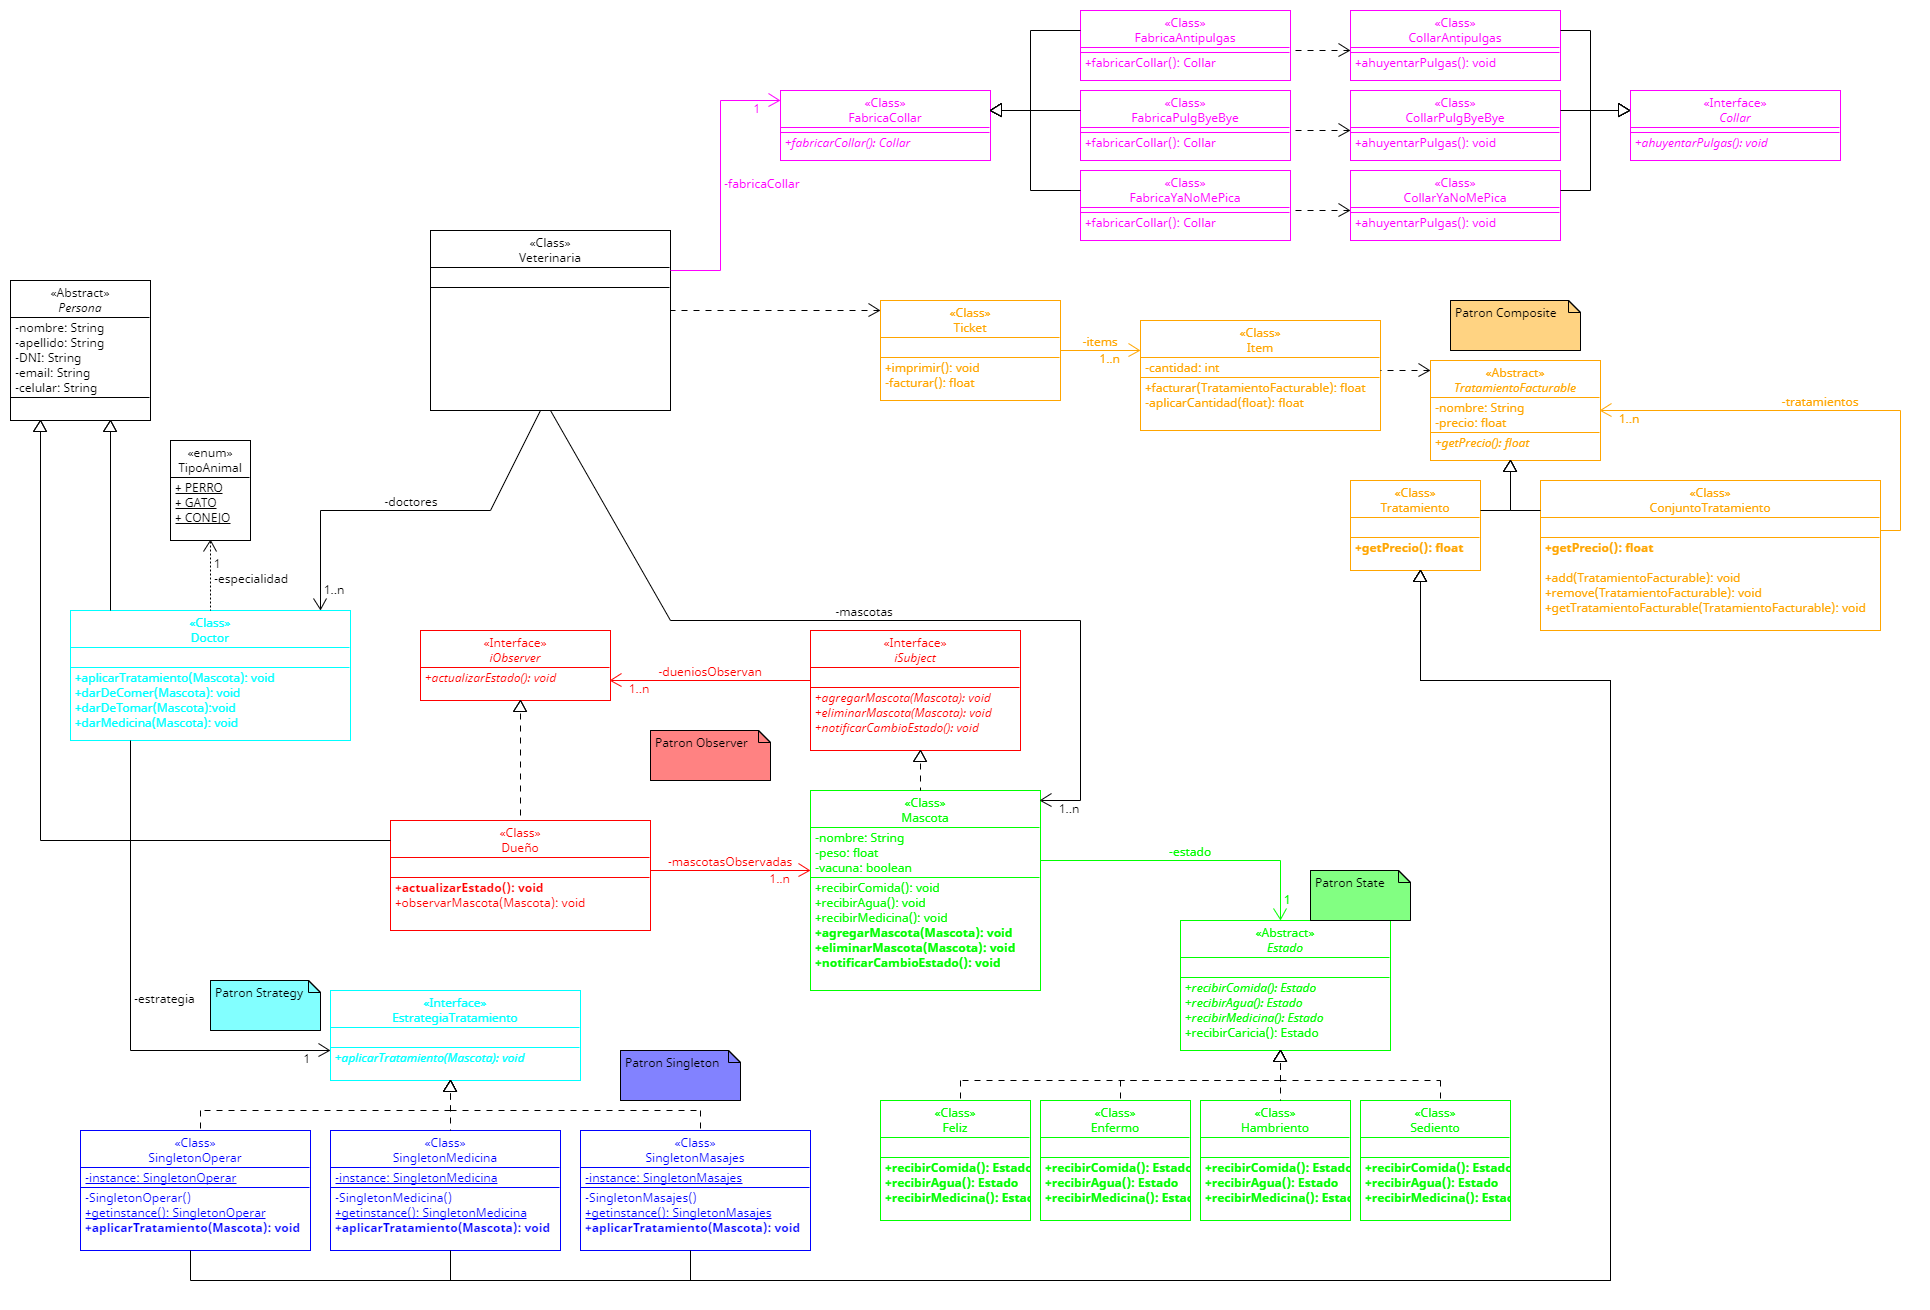 «Class»
FabricaAntipulgas
+fabricarCollar(): Collar
«Class»
CollarAntipulgas
+ahuyentarPulgas(): void
«Class»
FabricaCollar
+fabricarCollar(): Collar
1
-fabricaCollar
«Class»
FabricaPulgByeBye
+fabricarCollar(): Collar
«Class»
CollarPulgByeBye
+ahuyentarPulgas(): void
«Interface»
Collar
+ahuyentarPulgas(): void
«Class»
FabricaYaNoMePica
+fabricarCollar(): Collar
«Class»
CollarYaNoMePica
+ahuyentarPulgas(): void
«Class»
Veterinaria
«Abstract»
Persona
-nombre: String
-apellido: String
-DNI: String
-email: String
-celular: String
«Class»
Ticket
+imprimir(): void
-facturar(): float
-items
1..n
«Class»
Item
-cantidad: int
+facturar(TratamientoFacturable): float
-aplicarCantidad(float): float
Patron Composite
«Abstract»
TratamientoFacturable
-nombre: String
-precio: float
+getPrecio(): float
-tratamientos
1..n
«enum»
TipoAnimal
+ PERRO
+ GATO
+ CONEJO
1
-especialidad
-doctores
1..n
«Class»
Tratamiento
+getPrecio(): float
«Class»
ConjuntoTratamiento
+getPrecio(): float
+add(TratamientoFacturable): void
+remove(TratamientoFacturable): void
+getTratamientoFacturable(TratamientoFacturable): void
-mascotas
1..n
«Class»
Doctor
+aplicarTratamiento(Mascota): void
+darDeComer(Mascota): void
+darDeTomar(Mascota):void
+darMedicina(Mascota): void
«Interface»
iObserver
+actualizarEstado(): void
-dueniosObservan
1..n
«Interface»
iSubject
+agregarMascota(Mascota): void
+eliminarMascota(Mascota): void
+notificarCambioEstado(): void
Patron Observer
«Class»
Dueño
+actualizarEstado(): void
+observarMascota(Mascota): void
-mascotasObservadas
1..n
«Class»
Mascota
-nombre: String
-peso: float
-vacuna: boolean
+recibirComida(): void
+recibirAgua(): void
+recibirMedicina(): void
+agregarMascota(Mascota): void
+eliminarMascota(Mascota): void
+notificarCambioEstado(): void
-estado
1
Patron State
«Abstract»
Estado
+recibirComida(): Estado
+recibirAgua(): Estado
+recibirMedicina(): Estado
+recibirCaricia(): Estado
-estrategia
1
Patron Strategy
«Interface»
EstrategiaTratamiento
+aplicarTratamiento(Mascota): void
Patron Singleton
«Class»
SingletonOperar
-instance: SingletonOperar
-SingletonOperar()
+getinstance(): SingletonOperar
+aplicarTratamiento(Mascota): void
«Class»
SingletonMedicina
-instance: SingletonMedicina
-SingletonMedicina()
+getinstance(): SingletonMedicina
+aplicarTratamiento(Mascota): void
«Class»
SingletonMasajes
-instance: SingletonMasajes
-SingletonMasajes()
+getinstance(): SingletonMasajes
+aplicarTratamiento(Mascota): void
«Class»
Feliz
+recibirComida(): Estado
+recibirAgua(): Estado
+recibirMedicina(): Estad
«Class»
Enfermo
+recibirComida(): Estado
+recibirAgua(): Estado
+recibirMedicina(): Estad
«Class»
Hambriento
+recibirComida(): Estado
+recibirAgua(): Estado
+recibirMedicina(): Estad
«Class»
Sediento
+recibirComida(): Estado
+recibirAgua(): Estado
+recibirMedicina(): Estad